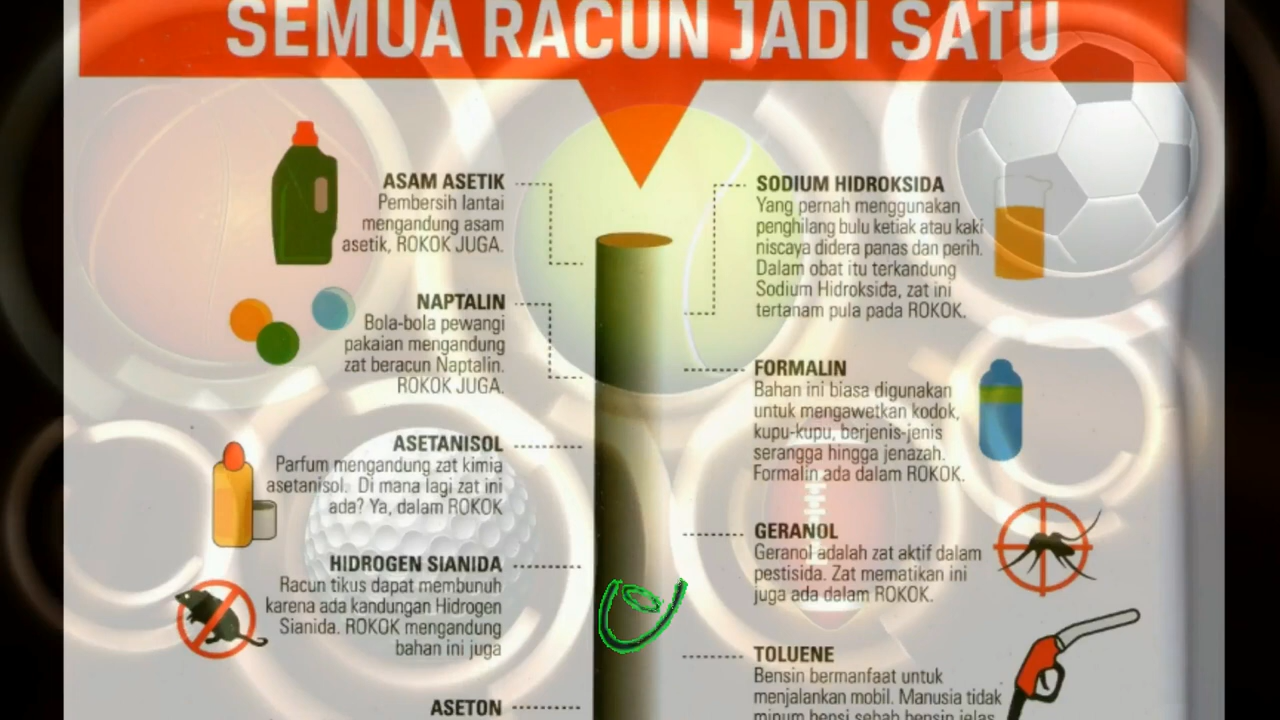 SEMUA RACUN JADI SATU
ASAM ASETIK
Pembersih lantai
mengandung asam
asetik, ROKOK JUGA.
NAPTALIN
Bola-bola pewangi
pakaian mengandung
zat beracun Naptalin.
ROKOK JUGA.
ASETANISOL
Parfum mengandung zat kimia
asetanisol. Di mana lagi zat ini
ada? Ya, dalam ROKOK
HIDROGEN SIANIDA
Racun tikus dapat membunuh
karena ada kandungan Hidrogen
Sianida. ROKOK mengandung
bahan ini juga
ASETON
SODIUM HIDROKSIDA
Yang pernah menggunakan
penghilang bulu ketiak atau kaki
niscaya didera panas dan perih.
Dalam obat itu terkandung
Sodium Hidroksida, zat ini
tertanam pula pada ROKOK.
FORMALIN
Bahan ini biasa digunakan
untuk mengawetkan kodok,
kupu-kupu, berjenis-jenis
serangga hingga jenazah.
Formalin ada dalam ROKOK.
GERANOL
Geranol adalah zat aktif dalam
pestisida. Zat mematikan ini
juga ada dalam ROKOK.
TOLUENE
Bensin bermanfaat untuk
menjalankan mobil. Manusia tidak
minum bensi sebab bensin jelas